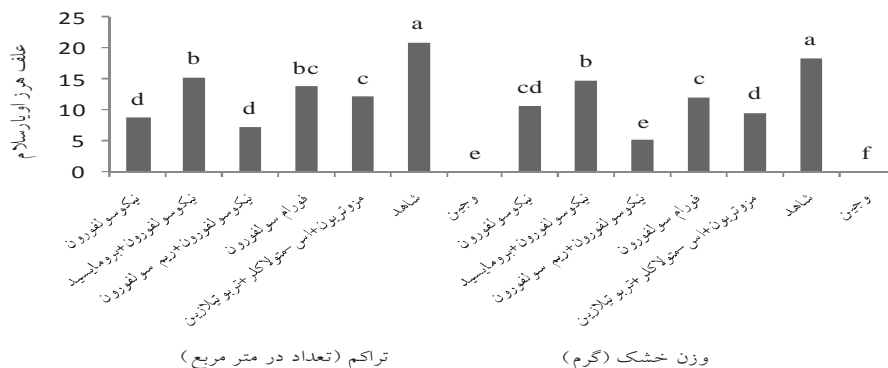 علف هرز اویارسلام
25
20
15
10
5
0
d
b
d
bc
c
a
e
cd
b
e
c
d
a
f
نیکوسولفورون
نیکوسولفورون+برومایسید
نیکوسولفورون+ریم سولفورون
فورام سولفورون
مزوتریون+اس-متولاکلر+تربوتیلازین
شاهد
وجین
نیکوسولفورون
نیکوسولفورون+برومایسید
نیکوسولفورون+ریم سولفورون
فورام سولفورون
مزوتریون+اس-متولاکلر+تربوتیلازین
شاهد
وجین
تراکم (تعداد در متر مربع)
وزن خشک (گرم)